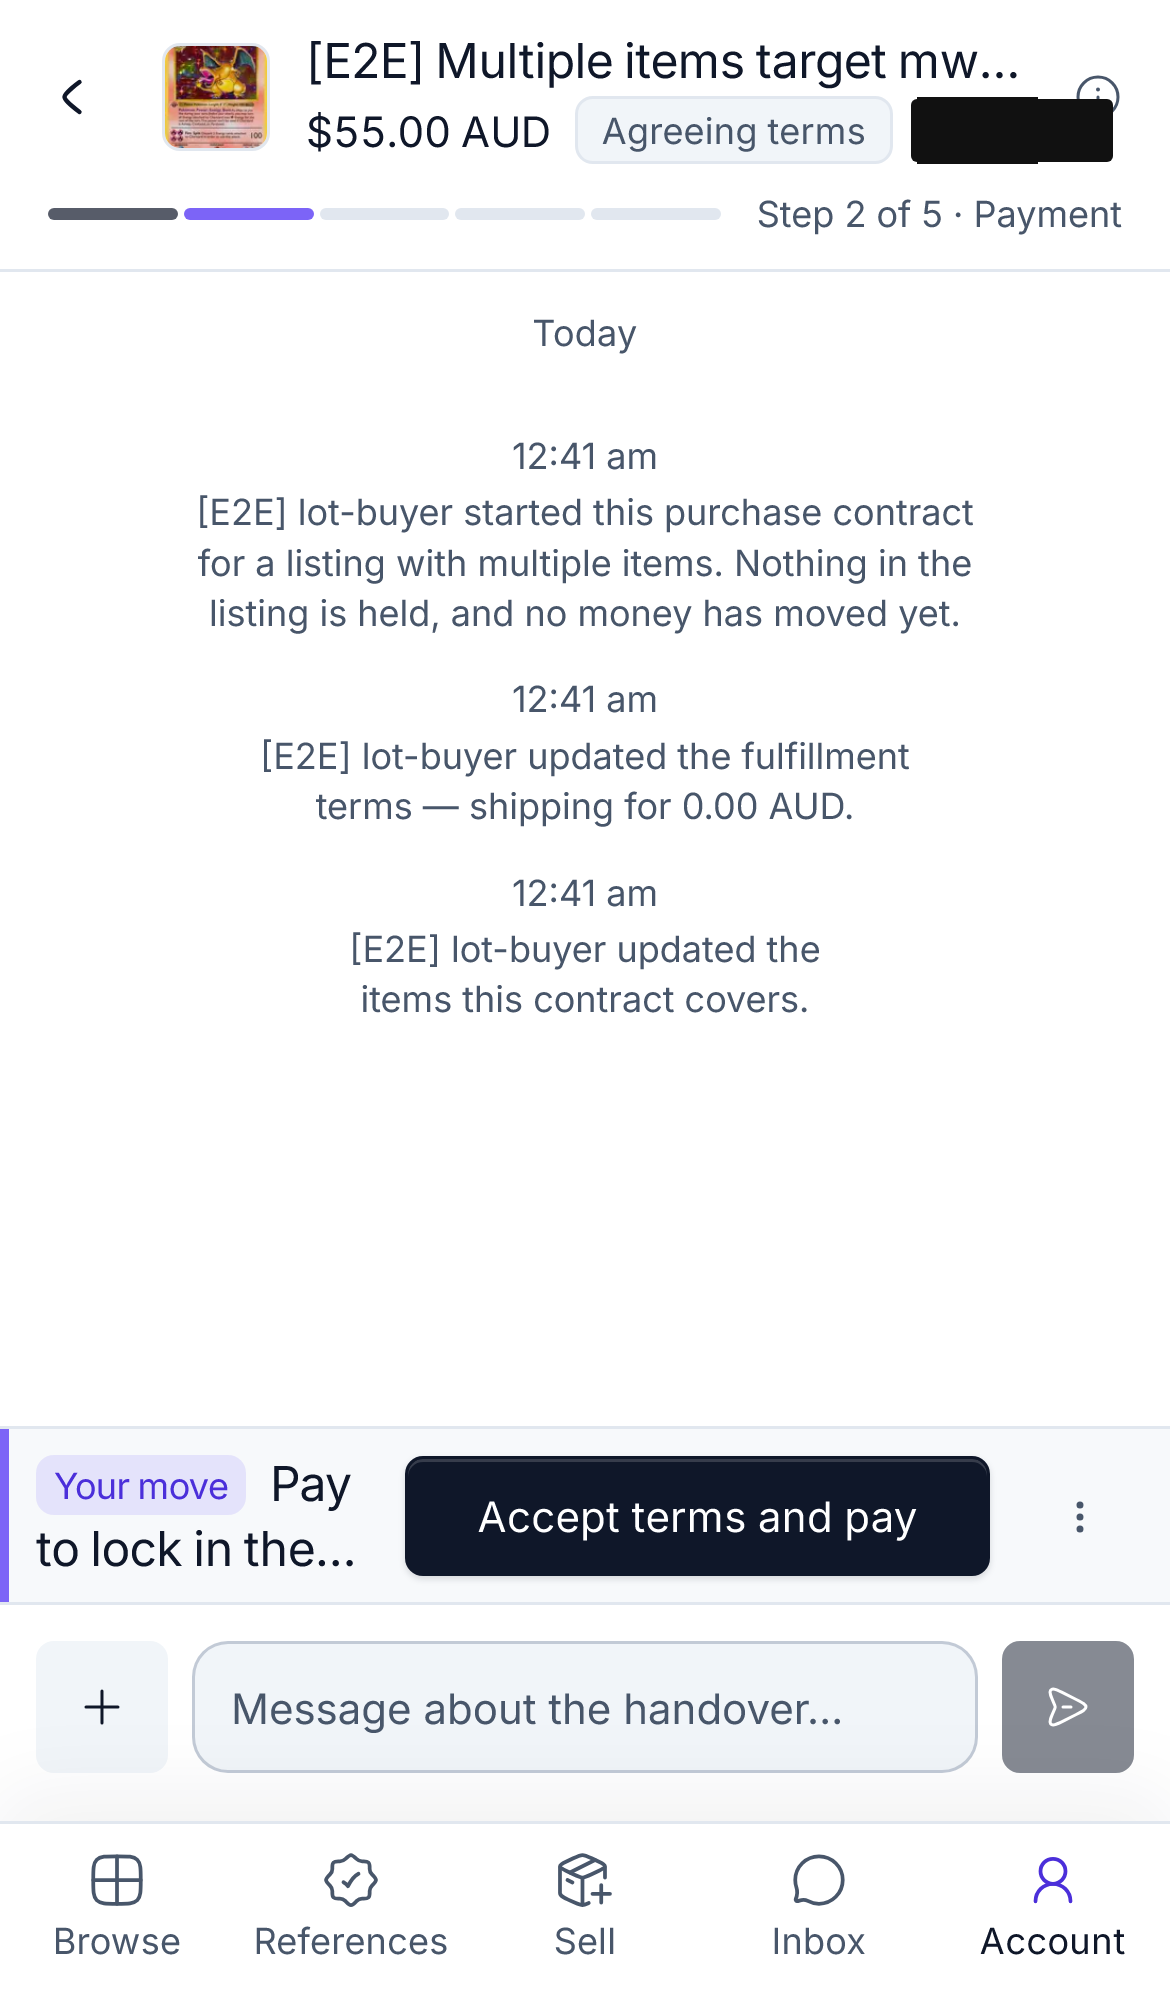 [E2E] Multiple items target mw...
$55.00 AUD
Agreeing terms
Step 2 of 5 · Payment
Today
12:41 am
[E2E] lot-buyer started this purchase contract
for a listing with multiple items. Nothing in the
listing is held, and no money has moved yet.
12:41 am
[E2E] lot-buyer updated the fulfillment
terms — shipping for 0.00 AUD.
12:41 am
[E2E] lot-buyer updated the
items this contract covers.
Your move Pay
to lock in the...
Accept terms and pay
Message about the handover...
Browse
References
Sell
Inbox
Account